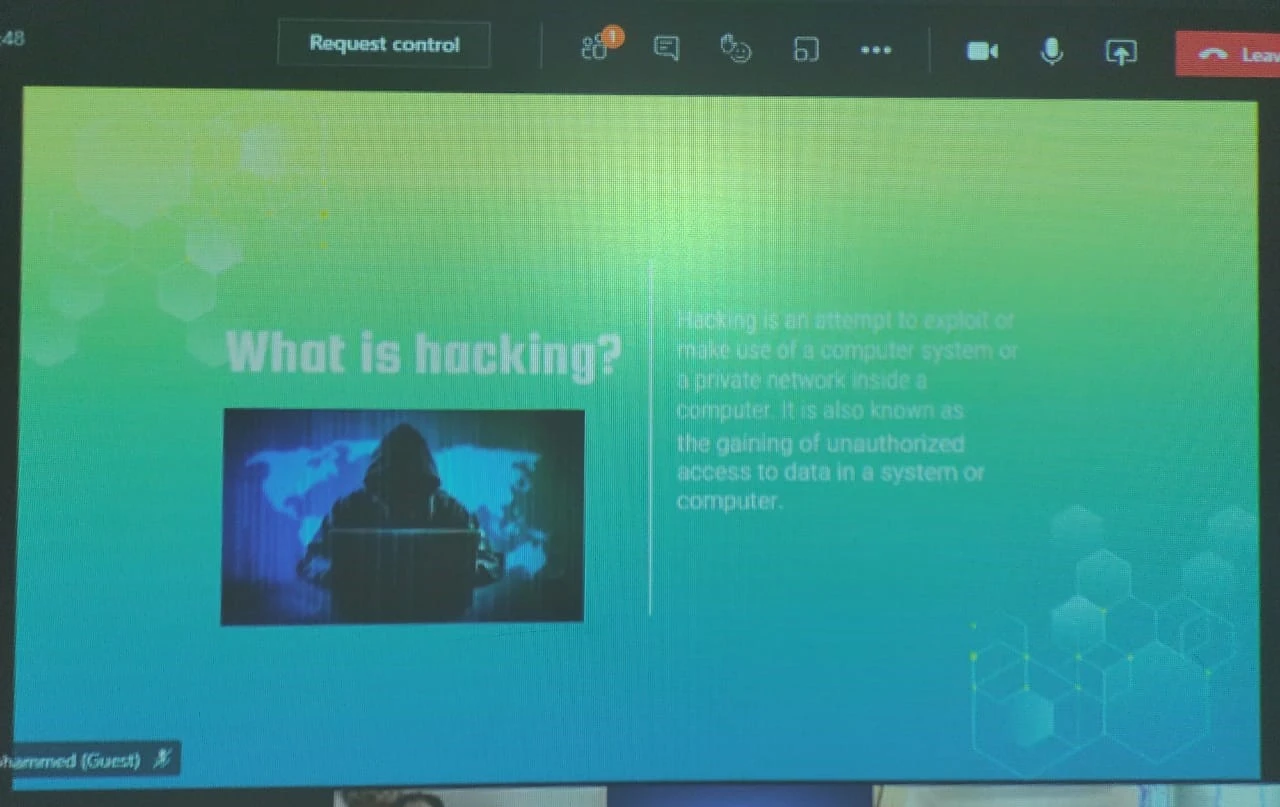 :48
Request control
1
Leav
What is hacking?
Hacking is an attempt to exploit or
make use of a computer system or
a private network inside a
computer. It is also known as
the gaining of unauthorized
access to data in a system or
computer.
hammed (Guest)